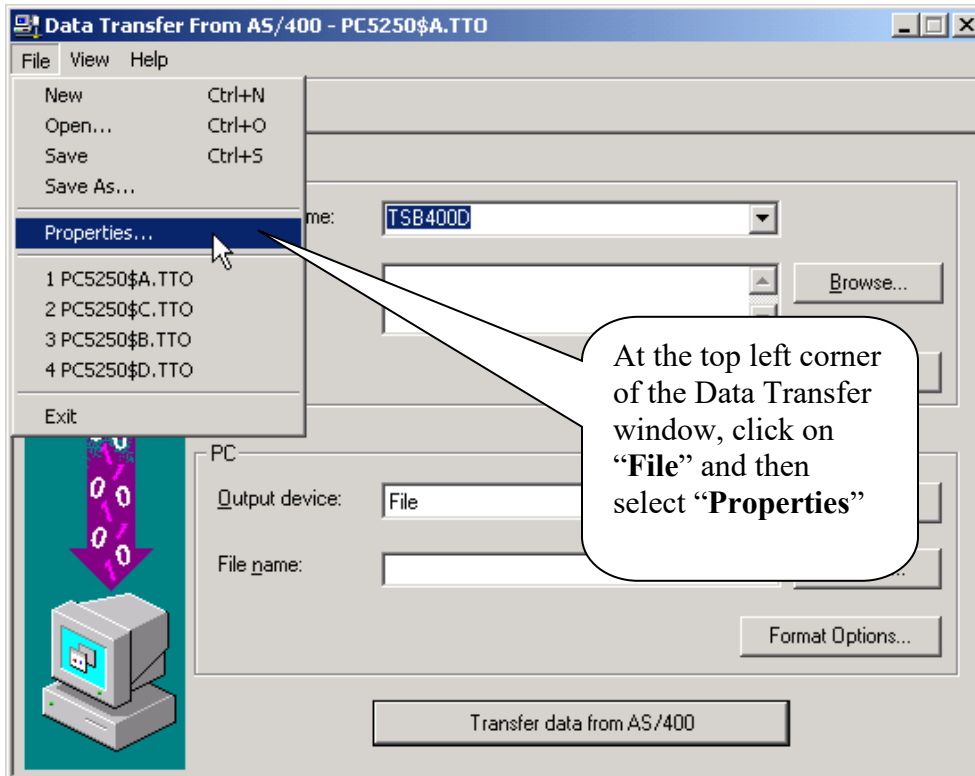 Data Transfer From AS/400 - PC5250$A.TTO
File View Help
New Ctrl+N
Open... Ctrl+O
Save Ctrl+S
Save As...
Properties...
1 PC5250$A.TTO
2 PC5250$C.TTO
3 PC5250$B.TTO
4 PC5250$D.TTO
Exit
me:
TSB400D
Browse...
At the top left corner
of the Data Transfer
window, click on
“File” and then
select “Properties”
PC
Output device:
File
File name:
Format Options...
Transfer data from AS/400